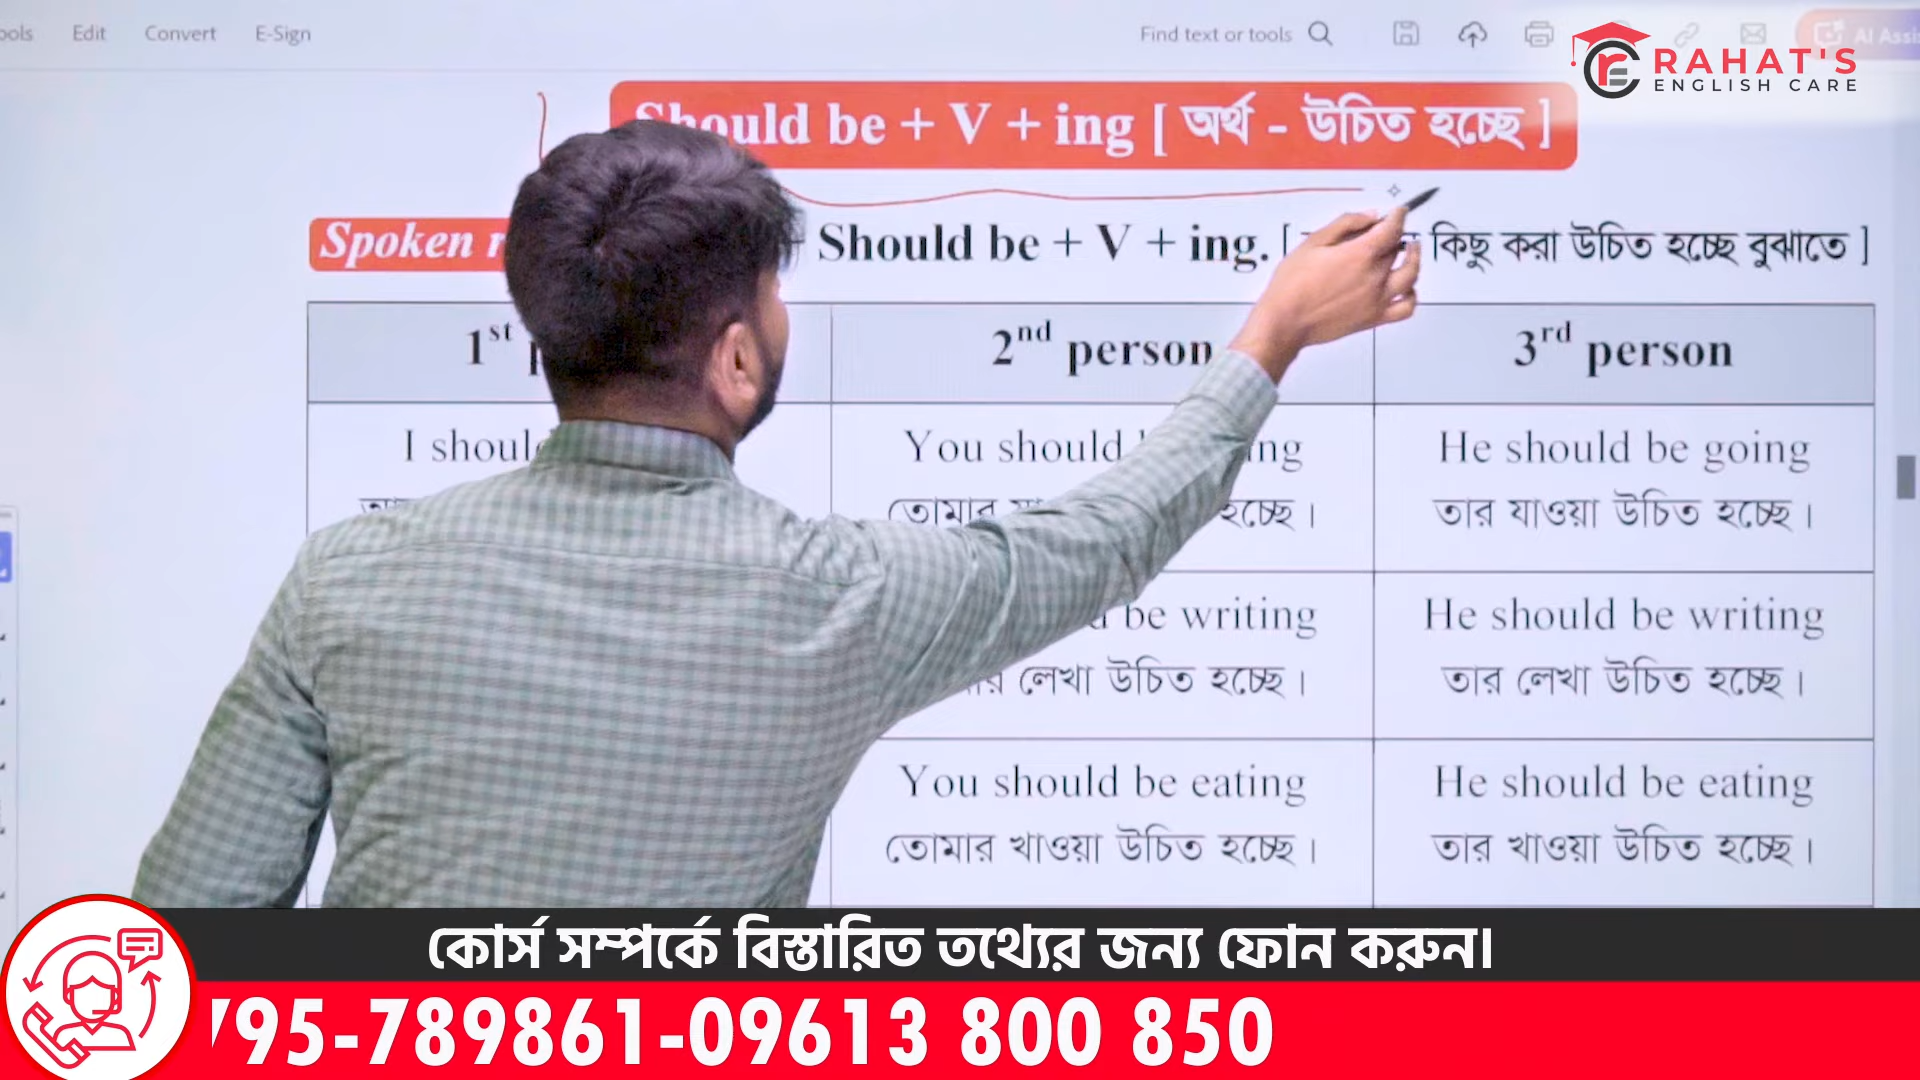 Edit Convert E-Sign Find text or tools
RAHAT'S
ENGLISH CARE
Should be + V + ing [ অর্থ - উচিত হচ্ছে ]
Spoken Should be + V + ing. [ কিছু করা উচিত হচ্ছে বুঝাতে ]
1st 2nd person 3rd person
I You should He should be going
তোমার হচ্ছে। তার যাওয়া উচিত হচ্ছে।
be writing He should be writing
লেখা উচিত হচ্ছে। তার লেখা উচিত হচ্ছে।
You should be eating He should be eating
তোমার খাওয়া উচিত হচ্ছে। তার খাওয়া উচিত হচ্ছে।
কোর্স সম্পর্কে বিস্তারিত তথ্যের জন্য ফোন করুন।
795-789861-09613 800 850